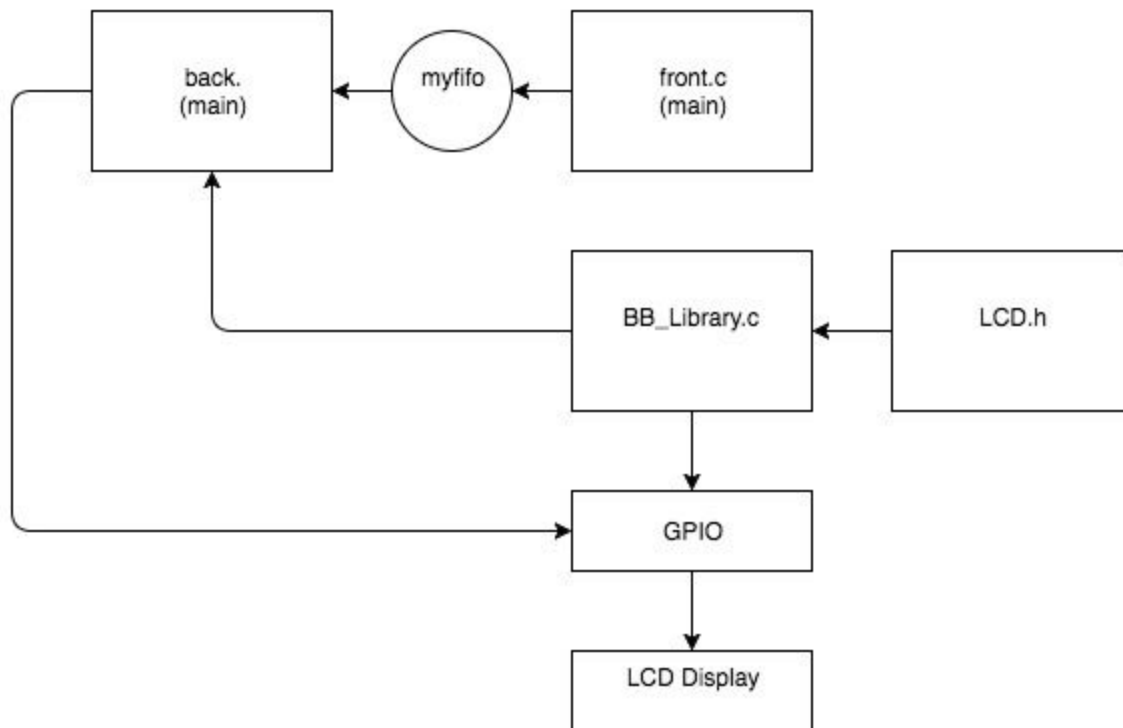 back.
(main)
myfifo
front.c
(main)
BB_Library.c
LCD.h
GPIO
LCD Display